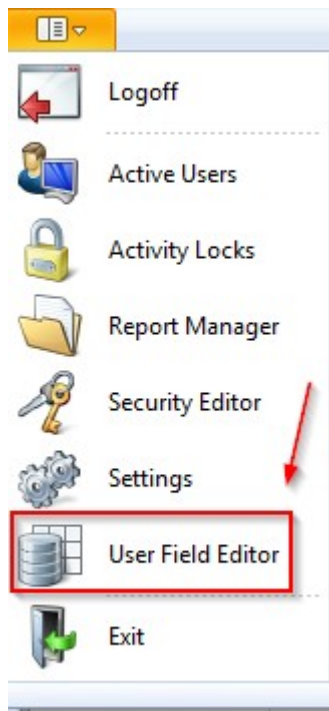 Logoff
Active Users
Activity Locks
Report Manager
Security Editor
Settings
User Field Editor
Exit